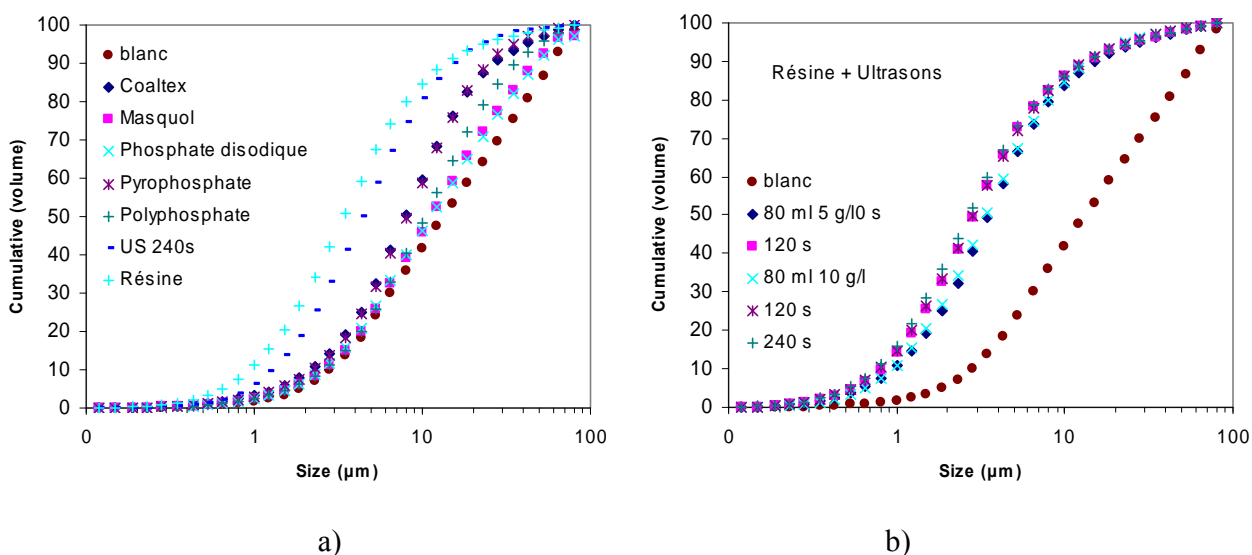 100
90
80
70
60
50
40
30
20
10
0
Cumulative (volume)
blanc
Coaltex
Masquol
Phosphate disodique
Pyrophosphate
Polyphosphate
US 240s
Résine
0 1 10 100
Size (µm)
a)
100
90
80
70
60
50
40
30
20
10
0
Cumulative (volume)
Résine + Ultrasons
blanc
80 ml 5 g/l0 s
120 s
80 ml 10 g/l
120 s
240 s
0 1 10 100
Size (µm)
b)